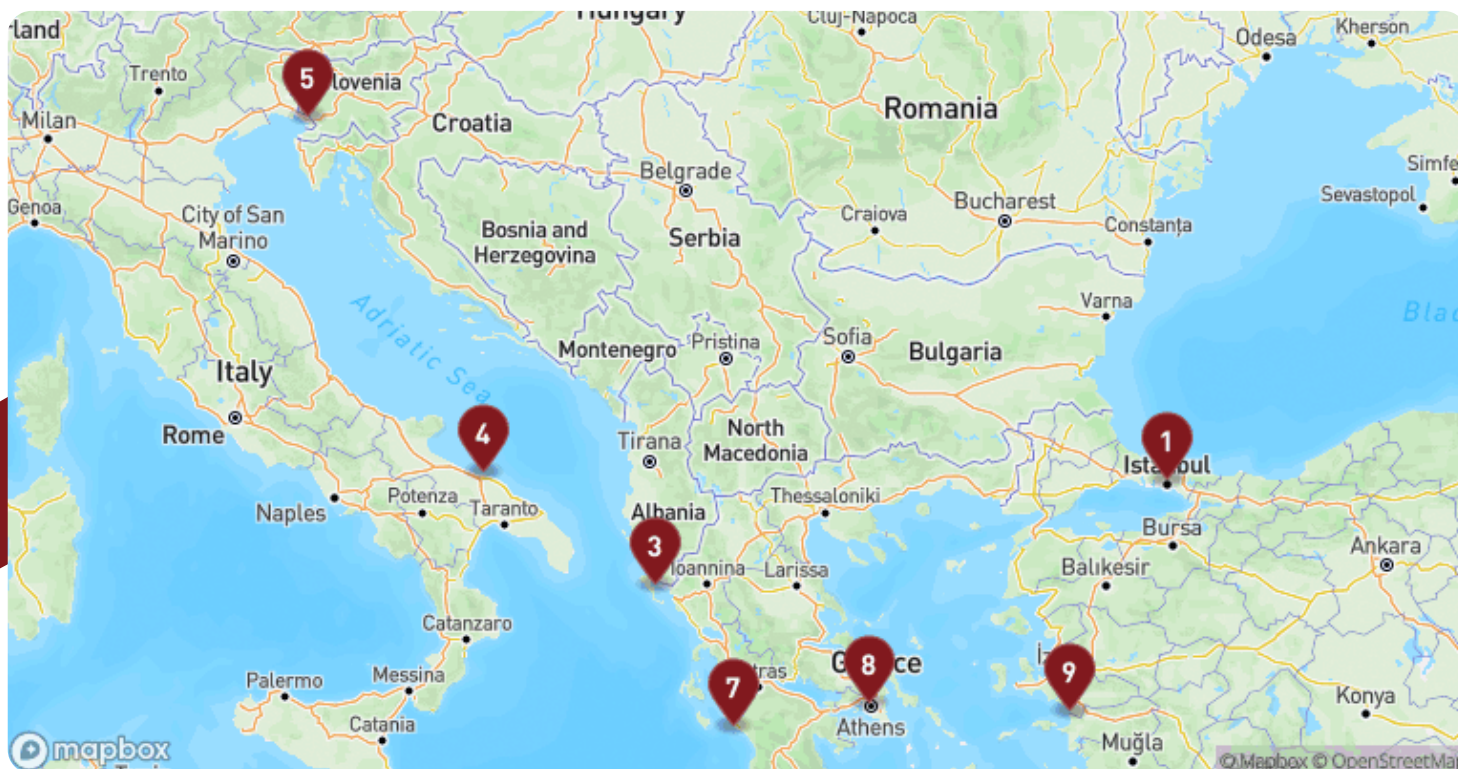 Hungary
Cluj-Napoca
Kherson
Odesa
rland
Trento
5
lovenia
Milan
Croatia
Romania
Simfe
Sevastopol
Belgrade
Genoa
City of San
Marino
Craiova
Bucharest
Constanța
Bosnia and
Herzegovina
Serbia
Varna
Blac
Adriatic Sea
Montenegro
Pristina
Sofia
Bulgaria
Italy
Rome
4
Tirana
North
Macedonia
1
Istanbul
Naples
Potenza
Taranto
Thessaloniki
Albania
Bursa
3
Ioannina
Larissa
Balıkesir
Ankara
Catanzaro
Palermo
Messina
7
tras
8
Greece
9
İz
Konya
Catania
Athens
Muğla
mapbox
© Mapbox © OpenStreetMap